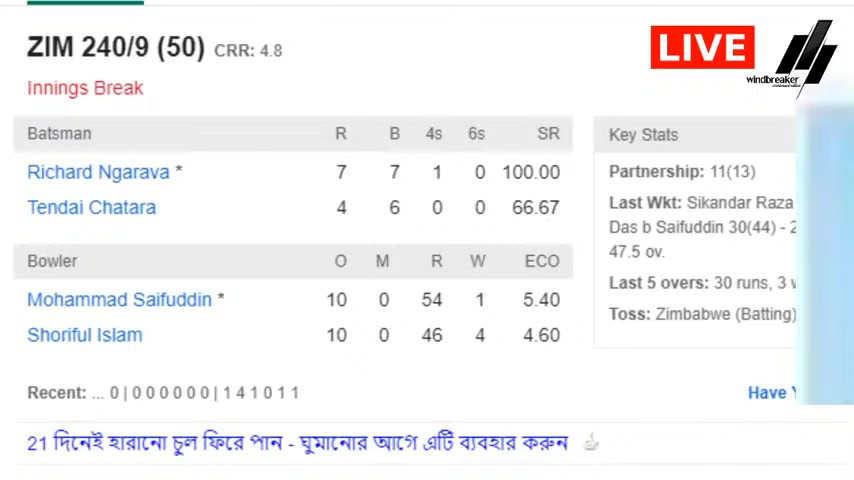 ZIM 240/9 (50) CRR: 4.8
LIVE
windbreaker
Innings Break
Batsman R B 4s 6s SR
Richard Ngarava * 7 7 1 0 100.00
Tendai Chatara 4 6 0 0 66.67
Bowler O M R W ECO
Mohammad Saifuddin * 10 0 54 1 5.40
Shoriful Islam 10 0 46 4 4.60
Key Stats
Partnership: 11(13)
Last Wkt: Sikandar Raza
Das b Saifuddin 30(44) - 2
47.5 ov.
Last 5 overs: 30 runs, 3 w
Toss: Zimbabwe (Batting)
Recent: ... 0 | 0 0 0 0 0 0 | 1 4 1 0 1 1
Have Y
21 দিনেই হারানো চুল ফিরে পান - ঘুমানোর আগে এটি ব্যবহার করুন